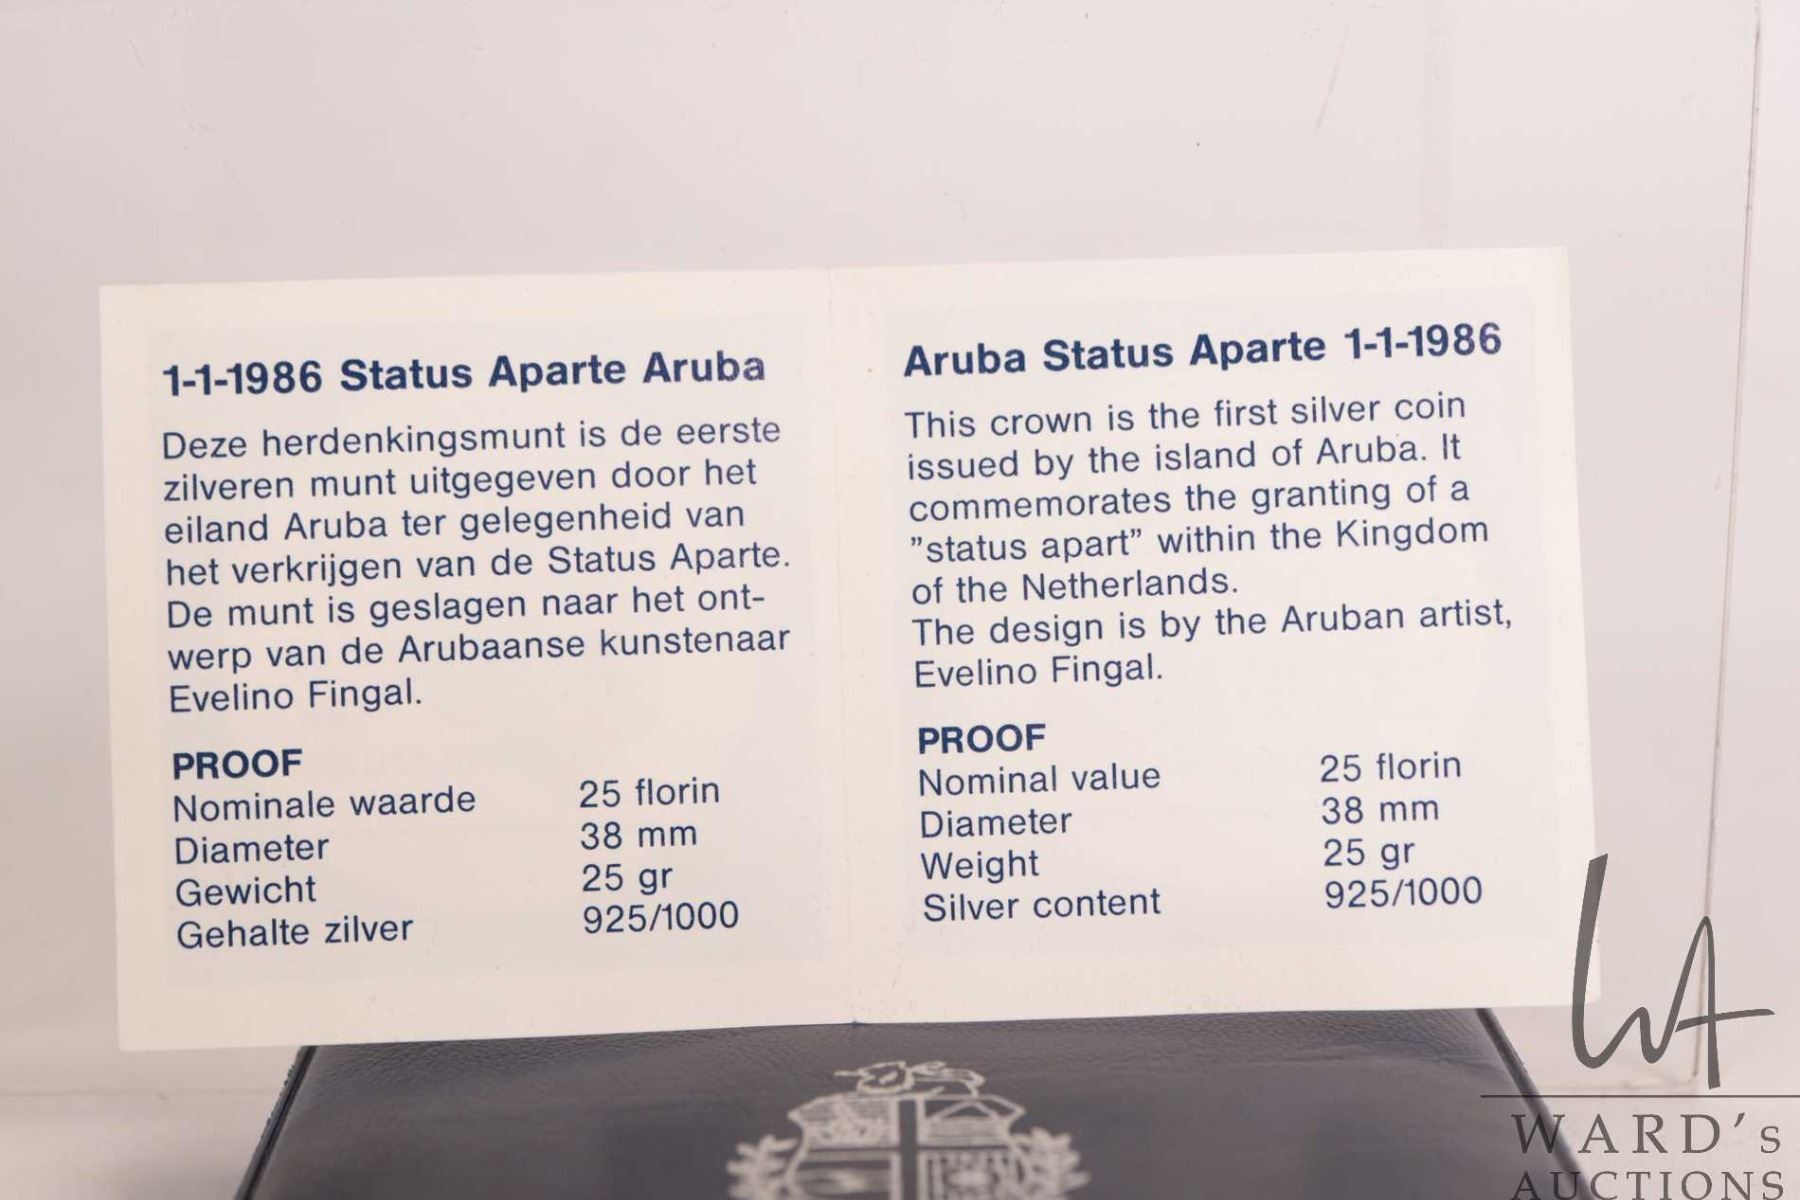 1-1-1986 Status Aparte Aruba
Deze herdenkingsmunt is de eerste
zilveren munt uitgegeven door het
eiland Aruba ter gelegenheid van
het verkrijgen van de Status Aparte.
De munt is geslagen naar het ont-
werp van de Arubaanse kunstenaar
Evelino Fingal.
PROOF
Nominale waarde 25 florin
Diameter 38 mm
Gewicht 25 gr
Gehalte zilver 925/1000
Aruba Status Aparte 1-1-1986
This crown is the first silver coin
issued by the island of Aruba. It
commemorates the granting of a
”status apart” within the Kingdom
of the Netherlands.
The design is by the Aruban artist,
Evelino Fingal.
PROOF
Nominal value 25 florin
Diameter 38 mm
Weight 25 gr
Silver content 925/1000
WA
WARD's
AUCTIONS